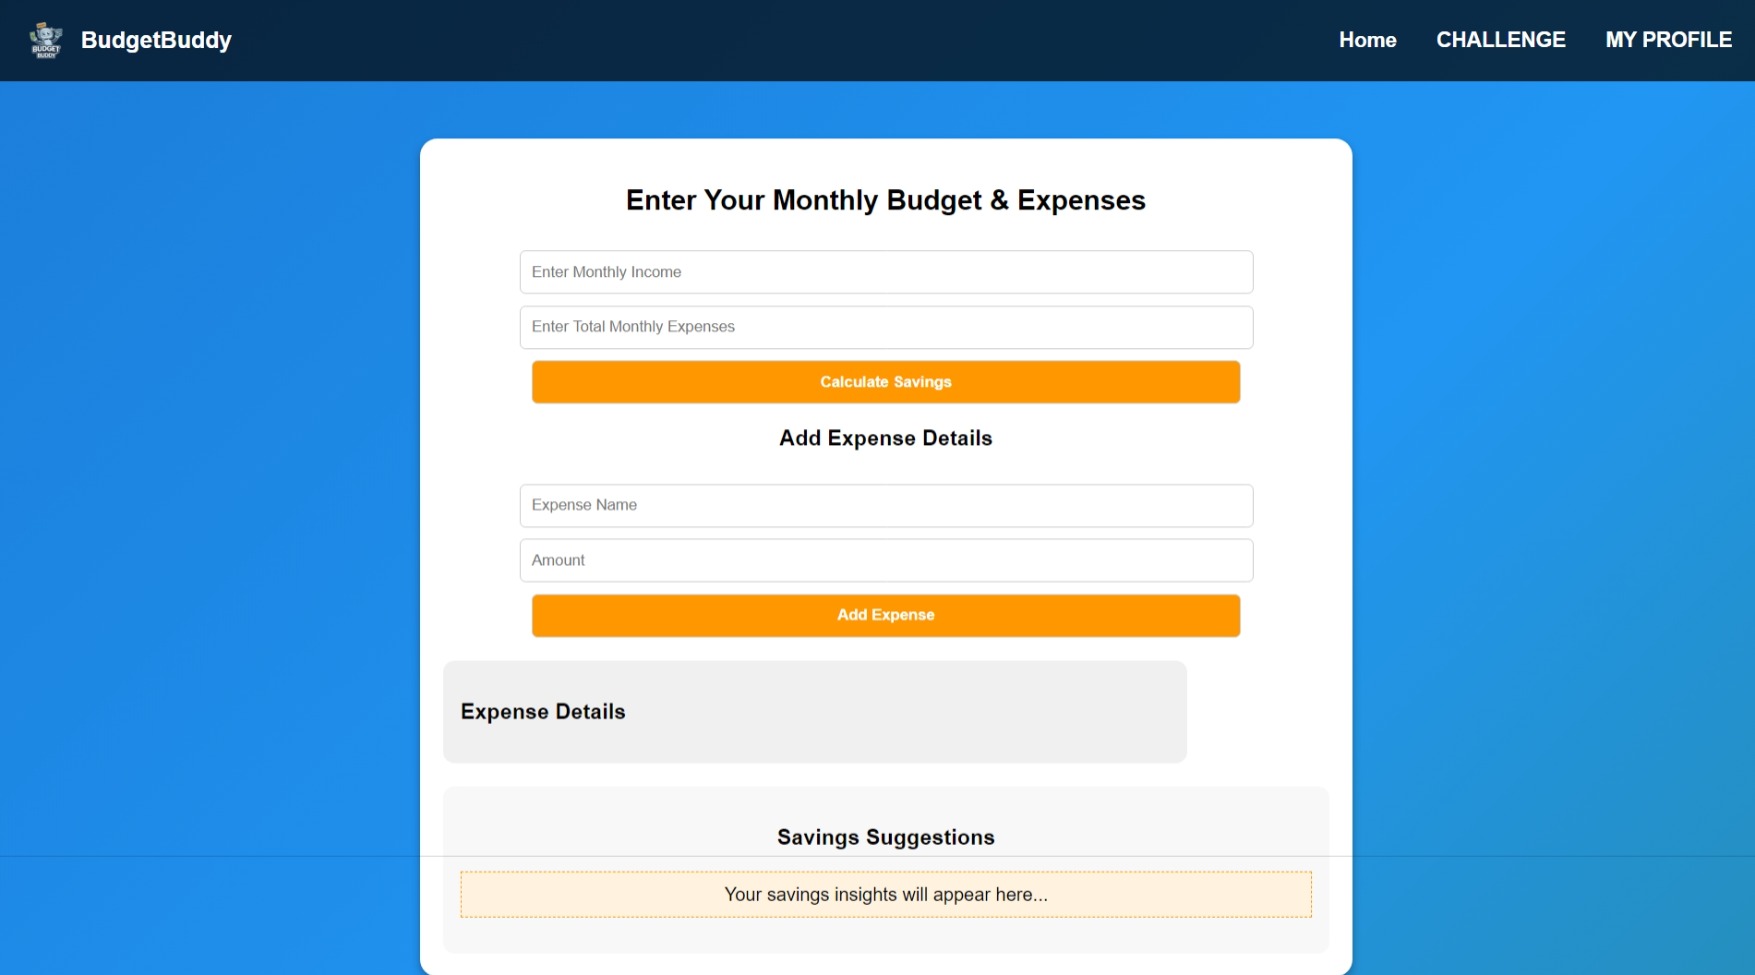 BUDGET
BUDDY
BudgetBuddy
Home
CHALLENGE
MY PROFILE
Enter Your Monthly Budget & Expenses
Enter Monthly Income
Enter Total Monthly Expenses
Calculate Savings
Add Expense Details
Expense Name
Amount
Add Expense
Expense Details
Savings Suggestions
Your savings insights will appear here...